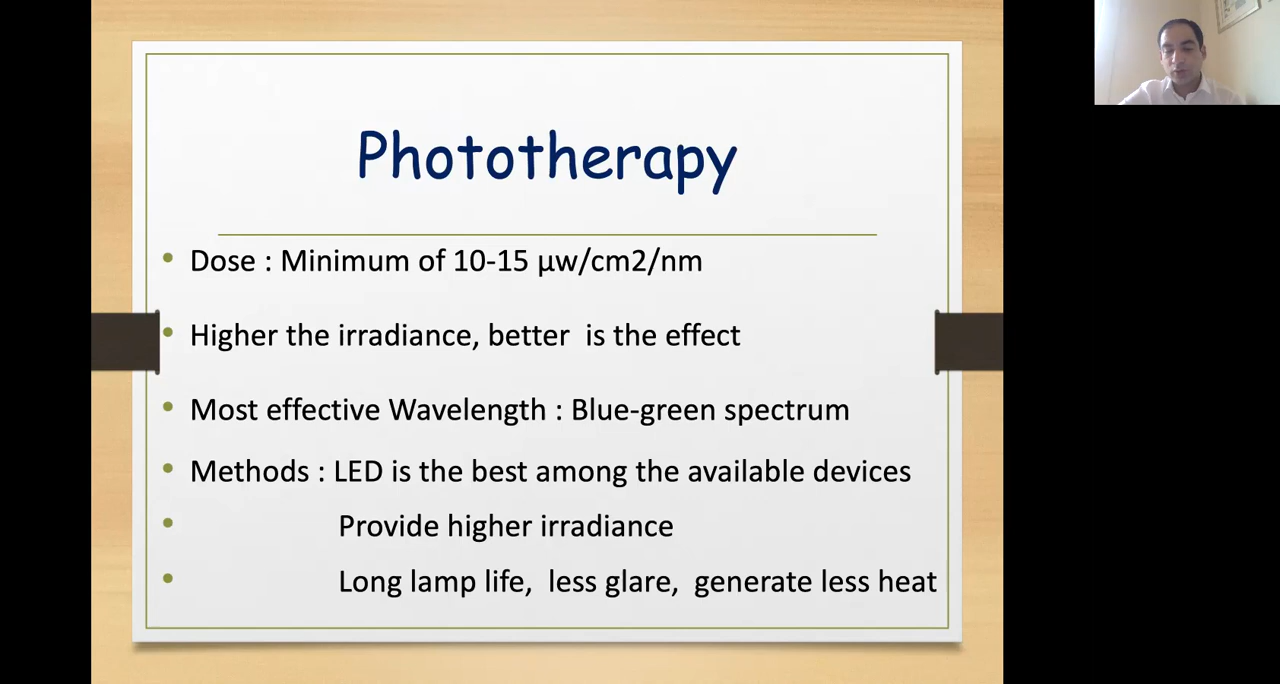 Phototherapy
• Dose : Minimum of 10-15 µw/cm2/nm
• Higher the irradiance, better  is the effect
• Most effective Wavelength : Blue-green spectrum
• Methods : LED is the best among the available devices
• Provide higher irradiance
• Long lamp life,  less glare,  generate less heat